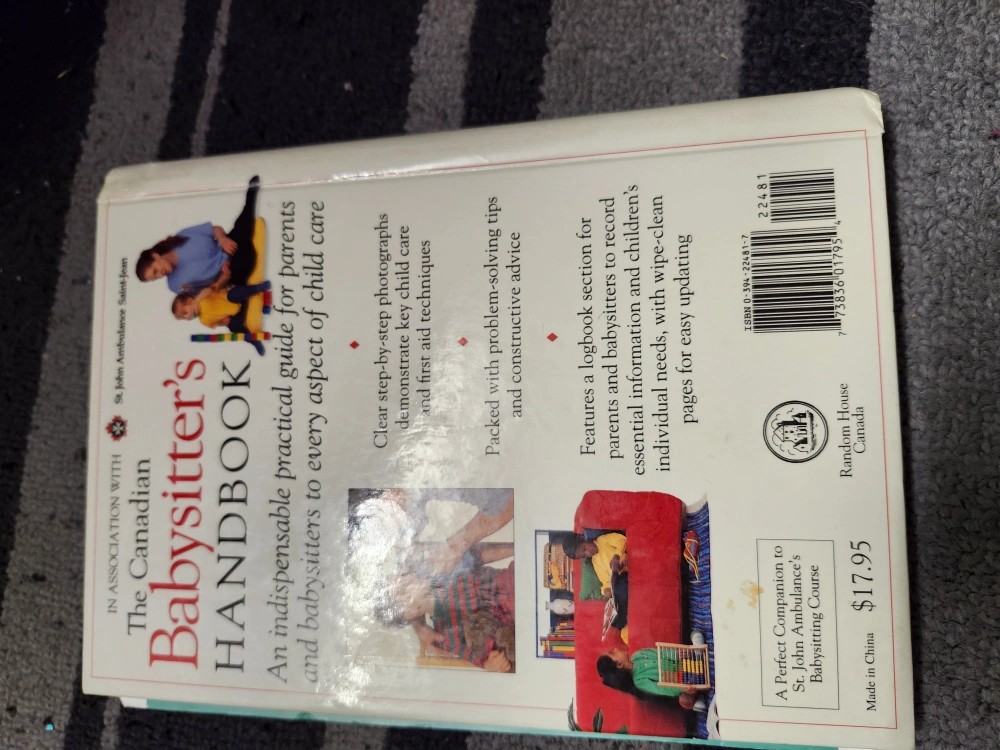 IN ASSOCIATION WITH St. John Ambulance Saint-Jean
The Canadian
Babysitter's
HANDBOOK
An indispensable practical guide for parents
and babysitters to every aspect of child care
Clear step-by-step photographs
demonstrate key child care
and first aid techniques
Packed with problem-solving tips
and constructive advice
Features a logbook section for
parents and babysitters to record
essential information and children's
individual needs, with wipe-clean
pages for easy updating
A Perfect Companion to
St. John Ambulance's
Babysitting Course
Made in China $17.95
Random House
Canada
ISBN 0-394-22481-7
22481
7 73836 01795 4